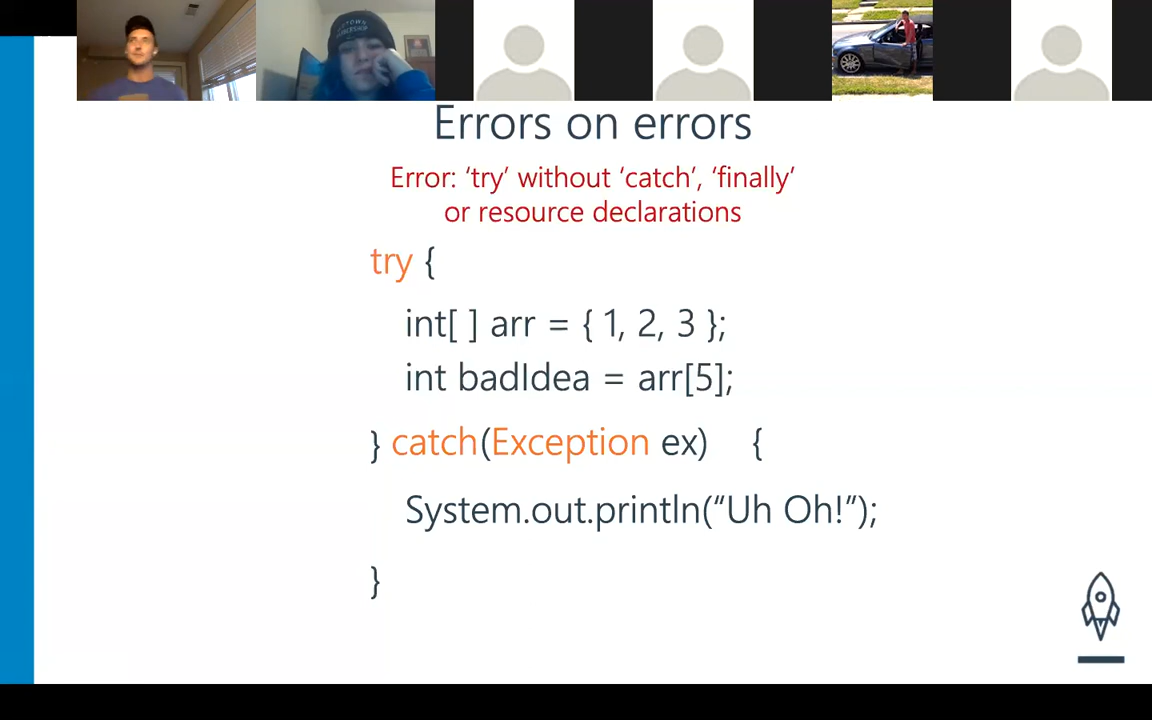 Errors on errors
Error: ‘try’ without ‘catch’, ‘finally’
or resource declarations
try {
int[ ] arr = { 1, 2, 3 };
int badIdea = arr[5];
} catch(Exception ex) {
System.out.println(“Uh Oh!”);
}